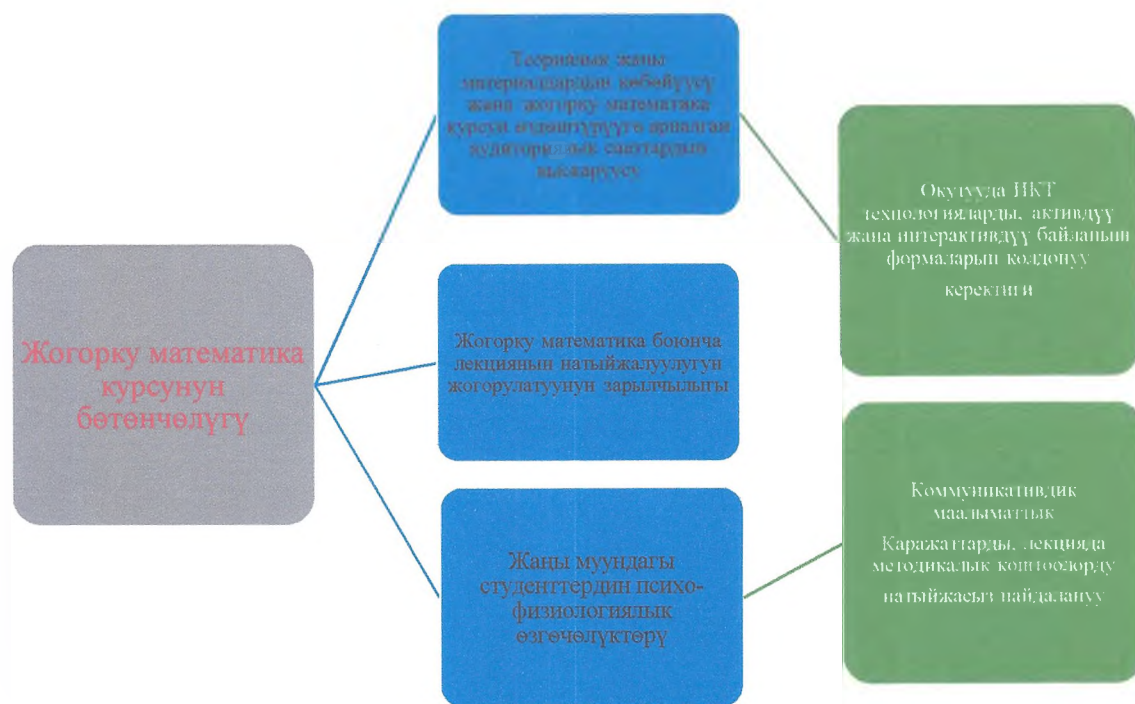 Жогорку математика
курсунун
бөтөнчөлүгү
Теориялык жаңы
материалдардын көбөйүүсү
жана жогорку математика
курсун өздөштүрүүгө арналган
аудиториялык сааттардын
кыскаруусу
Жогорку математика боюнча
лекциянын натыйжалуулугун
жогорулатуунун зарылчылыгы
Жаңы муундагы
студенттердин психо-
физиологиялык
өзгөчөлүктөрү
Окутууда ИКТ
технологияларды, активдүү
жана интерактивдүү байланыш
формаларын колдонуу
керектиги
Коммуникативдик
маалыматтык
Каражаттарды, лекцияда
методикалык коштоолорду
натыйжасыз пайдалануу